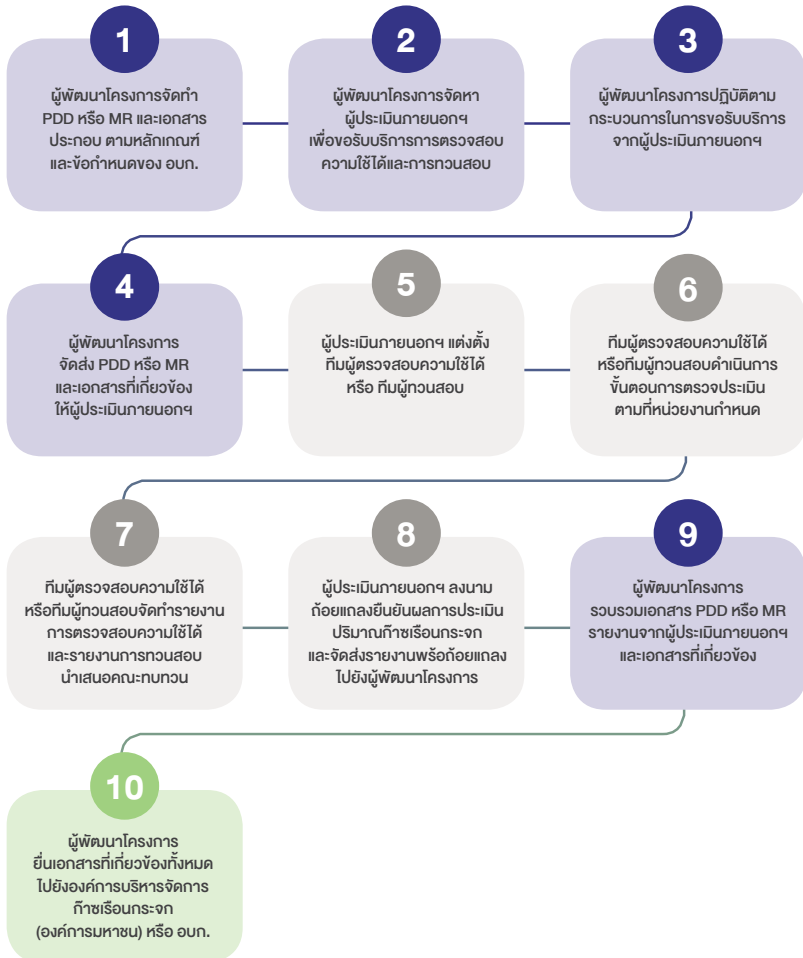 1
ผู้พัฒนาโครงการจัดทำ
PDD หรือ MR และเอกสาร
ประกอบ ตามหลักเกณฑ์
และข้อกำหนดของ อบก.
2
ผู้พัฒนาโครงการจัดหา
ผู้ประเมินภายนอกฯ
เพื่อขอรับบริการการตรวจสอบ
ความใช้ได้และการทวนสอบ
3
ผู้พัฒนาโครงการปฏิบัติตาม
กระบวนการในการขอรับบริการ
จากผู้ประเมินภายนอกฯ
4
ผู้พัฒนาโครงการ
จัดส่ง PDD หรือ MR
และเอกสารที่เกี่ยวข้อง
ให้ผู้ประเมินภายนอกฯ
5
ผู้ประเมินภายนอกฯ แต่งตั้ง
ทีมผู้ตรวจสอบความใช้ได้
หรือ ทีมผู้ทวนสอบ
6
ทีมผู้ตรวจสอบความใช้ได้
หรือทีมผู้ทวนสอบดำเนินการ
ขั้นตอนการตรวจประเมิน
ตามที่หน่วยงานกำหนด
7
ทีมผู้ตรวจสอบความใช้ได้
หรือทีมผู้ทวนสอบจัดทำรายงาน
การตรวจสอบความใช้ได้
และรายงานการทวนสอบ
นำเสนอคณะทบทวน
8
ผู้ประเมินภายนอกฯ ลงนาม
ถ้อยแถลงยืนยันผลการประเมิน
ปริมาณก๊าซเรือนกระจก
และจัดส่งรายงานพร้อถ้อยแถลง
ไปยังผู้พัฒนาโครงการ
9
ผู้พัฒนาโครงการ
รวบรวมเอกสาร PDD หรือ MR
รายงานจากผู้ประเมินภายนอกฯ
และเอกสารที่เกี่ยวข้อง
10
ผู้พัฒนาโครงการ
ยื่นเอกสารที่เกี่ยวข้องทั้งหมด
ไปยังองค์การบริหารจัดการ
ก๊าซเรือนกระจก
(องค์การมหาชน) หรือ อบก.